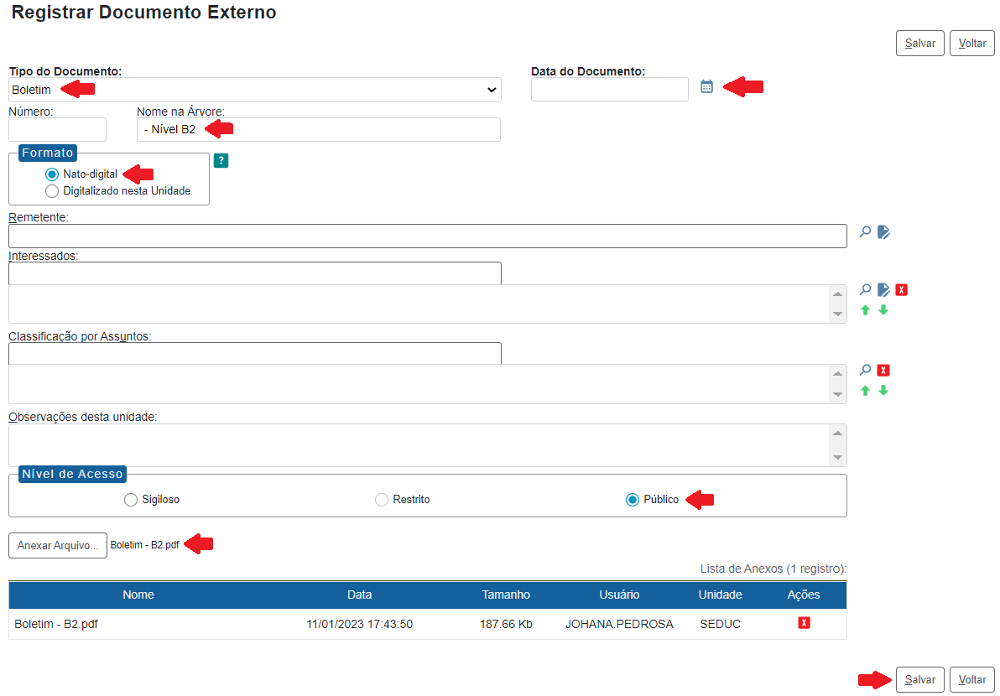 Registrar Documento Externo
Salvar Voltar
Tipo do Documento: Data do Documento:
Boletim
Número: Nome na Árvore:
- Nível B2
Formato
?
Nato-digital
Digitalizado nesta Unidade
Remetente:
Interessados:
X
Classificação por Assuntos:
X
Observações desta unidade:
Nível de Acesso
Sigiloso Restrito Público
Anexar Arquivo... Boletim - B2.pdf
Lista de Anexos (1 registro):
Nome Data Tamanho Usuário Unidade Ações
Boletim - B2.pdf 11/01/2023 17:43:50 187.66 Kb JOHANA.PEDROSA SEDUC X
Salvar Voltar